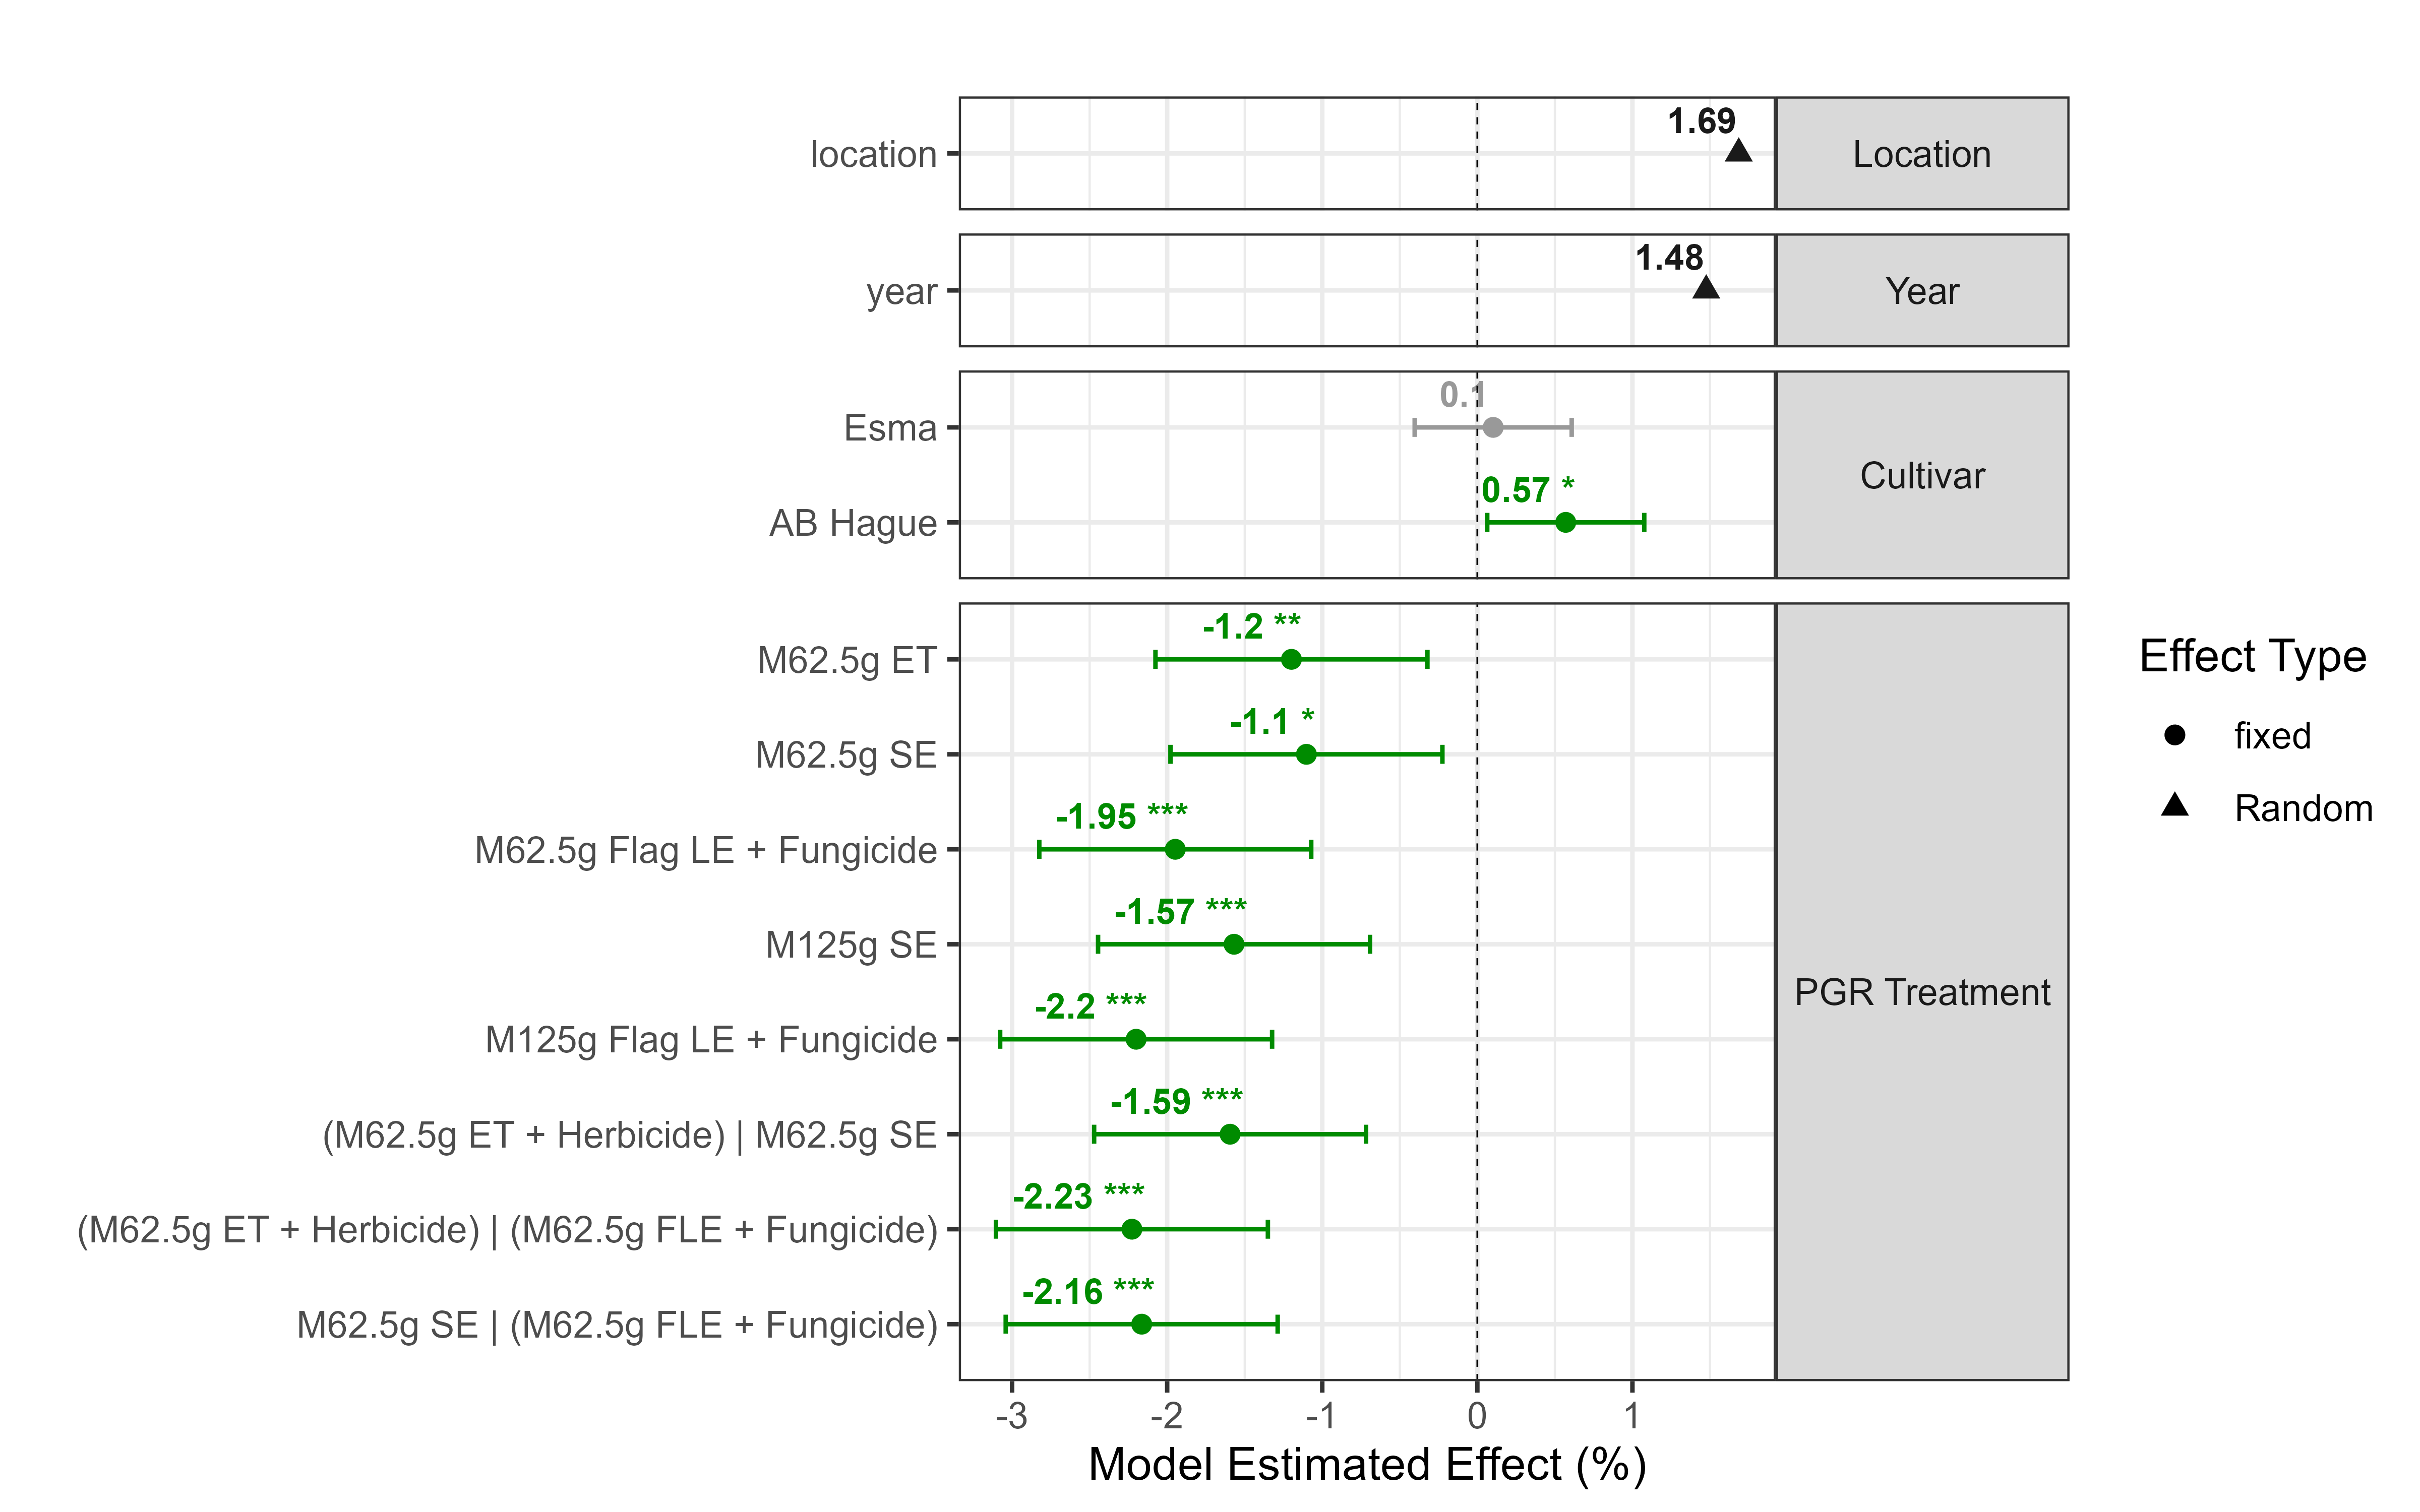 1.69
location
Location
1.48
year
Year
0.1
Esma
0.57 *
AB Hague
Cultivar
-1.2 **
M62.5g ET
-1.1 *
M62.5g SE
-1.95 ***
M62.5g Flag LE + Fungicide
-1.57 ***
M125g SE
-2.2 ***
M125g Flag LE + Fungicide
-1.59 ***
(M62.5g ET + Herbicide) | M62.5g SE
-2.23 ***
(M62.5g ET + Herbicide) | (M62.5g FLE + Fungicide)
-2.16 ***
M62.5g SE | (M62.5g FLE + Fungicide)
PGR Treatment
-3 -2 -1 0 1
Model Estimated Effect (%)
Effect Type
fixed
Random